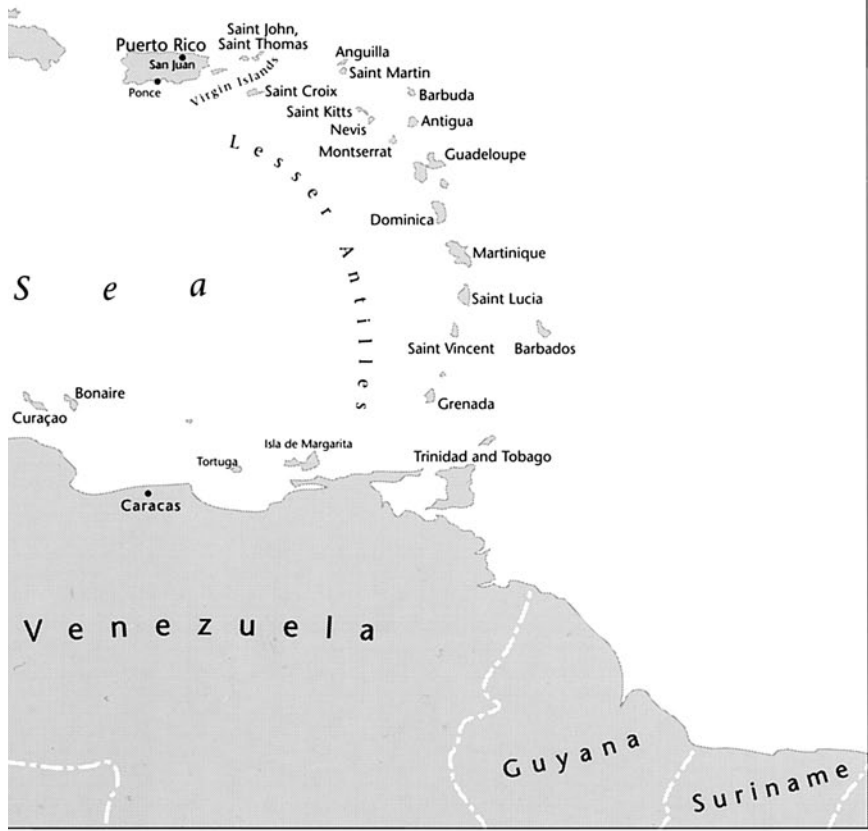 Saint John,
Saint Thomas
Puerto Rico
San Juan
Ponce
Virgin Islands
Saint Croix
Anguilla
Saint Martin
Barbuda
Saint Kitts
Nevis
Antigua
Montserrat
Guadeloupe
Lesser Antilles
Dominica
Martinique
Sea
Saint Lucia
Saint Vincent
Barbados
Bonaire
Curaçao
Grenada
Isla de Margarita
Tortuga
Trinidad and Tobago
Caracas
Venezuela
Guyana
Suriname